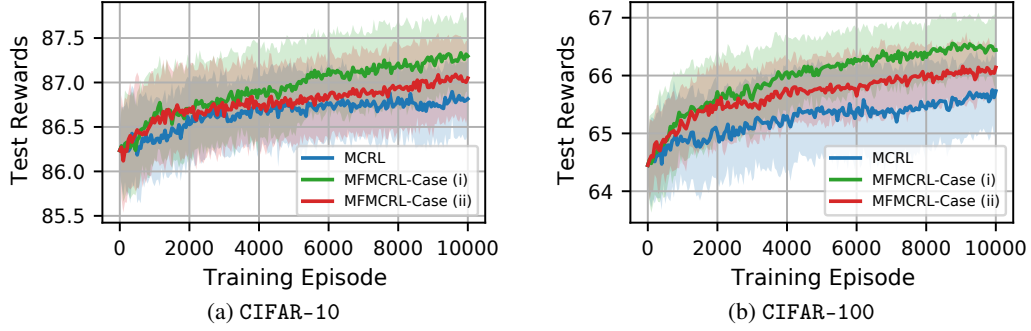 87.5
87.0
86.5
86.0
85.5
Test Rewards
MCRL
MFMCRL-Case (i)
MFMCRL-Case (ii)
0 2000 4000 6000 8000 10000
Training Episode
(a) CIFAR-10
67
66
65
64
Test Rewards
MCRL
MFMCRL-Case (i)
MFMCRL-Case (ii)
0 2000 4000 6000 8000 10000
Training Episode
(b) CIFAR-100